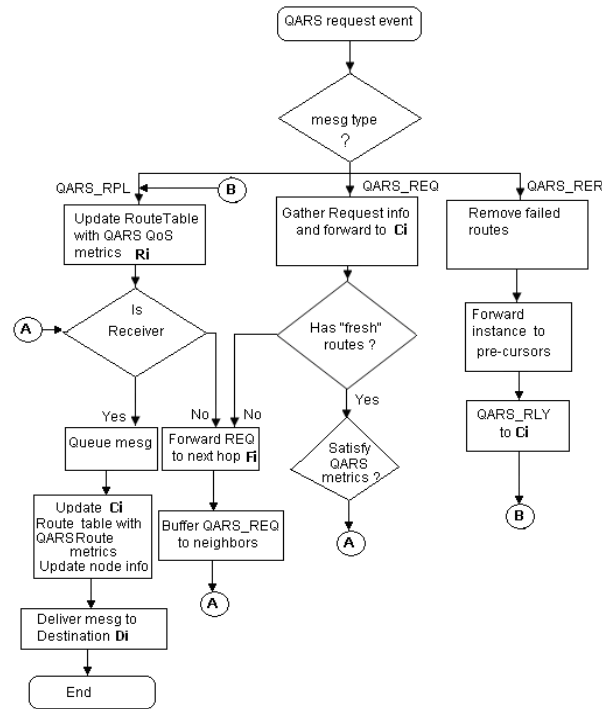 QARS request event
mesg type
?
QARS_RPL
B
QARS_REQ
QARS_RER
Update RouteTable
with QARS QoS
metrics Ri
Gather Request info
and forward to Ci
Remove failed
routes
A
Is
Receiver
Has "fresh"
routes ?
Forward
instance to
pre-cursors
Yes
No
No
Yes
Queue mesg
Forward REQ
to next hop Fi
Satisfy
QARS
metrics ?
QARS_RLY
to Ci
Update Ci
Route table with
QARSRoute
metrics
Update node info
Buffer QARS_REQ
to neighbors
A
B
A
Deliver mesg to
Destination Di
End